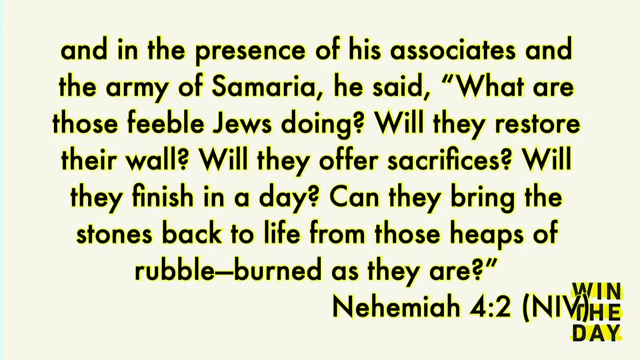 and in the presence of his associates and
the army of Samaria, he said, “What are
those feeble Jews doing? Will they restore
their wall? Will they offer sacrifices? Will
they finish in a day? Can they bring the
stones back to life from those heaps of
rubble—burned as they are?”
Nehemiah 4:2 (NIV)
WIN
THE
DAY